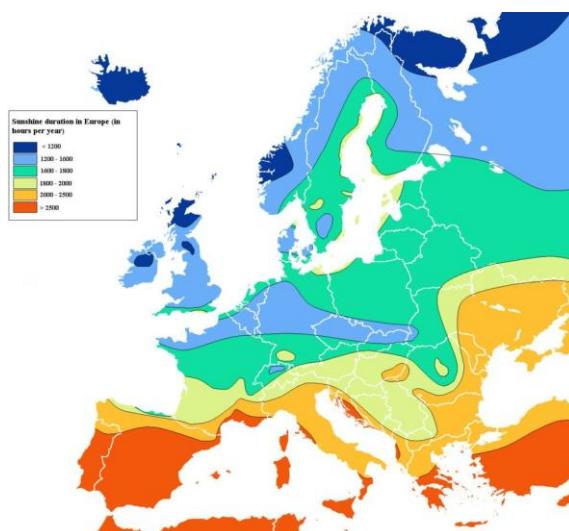 Sunshine duration in Europe (in
hours per year)
< 1200
1200 - 1600
1600 - 1800
1800 - 2000
2000 - 2500
> 2500